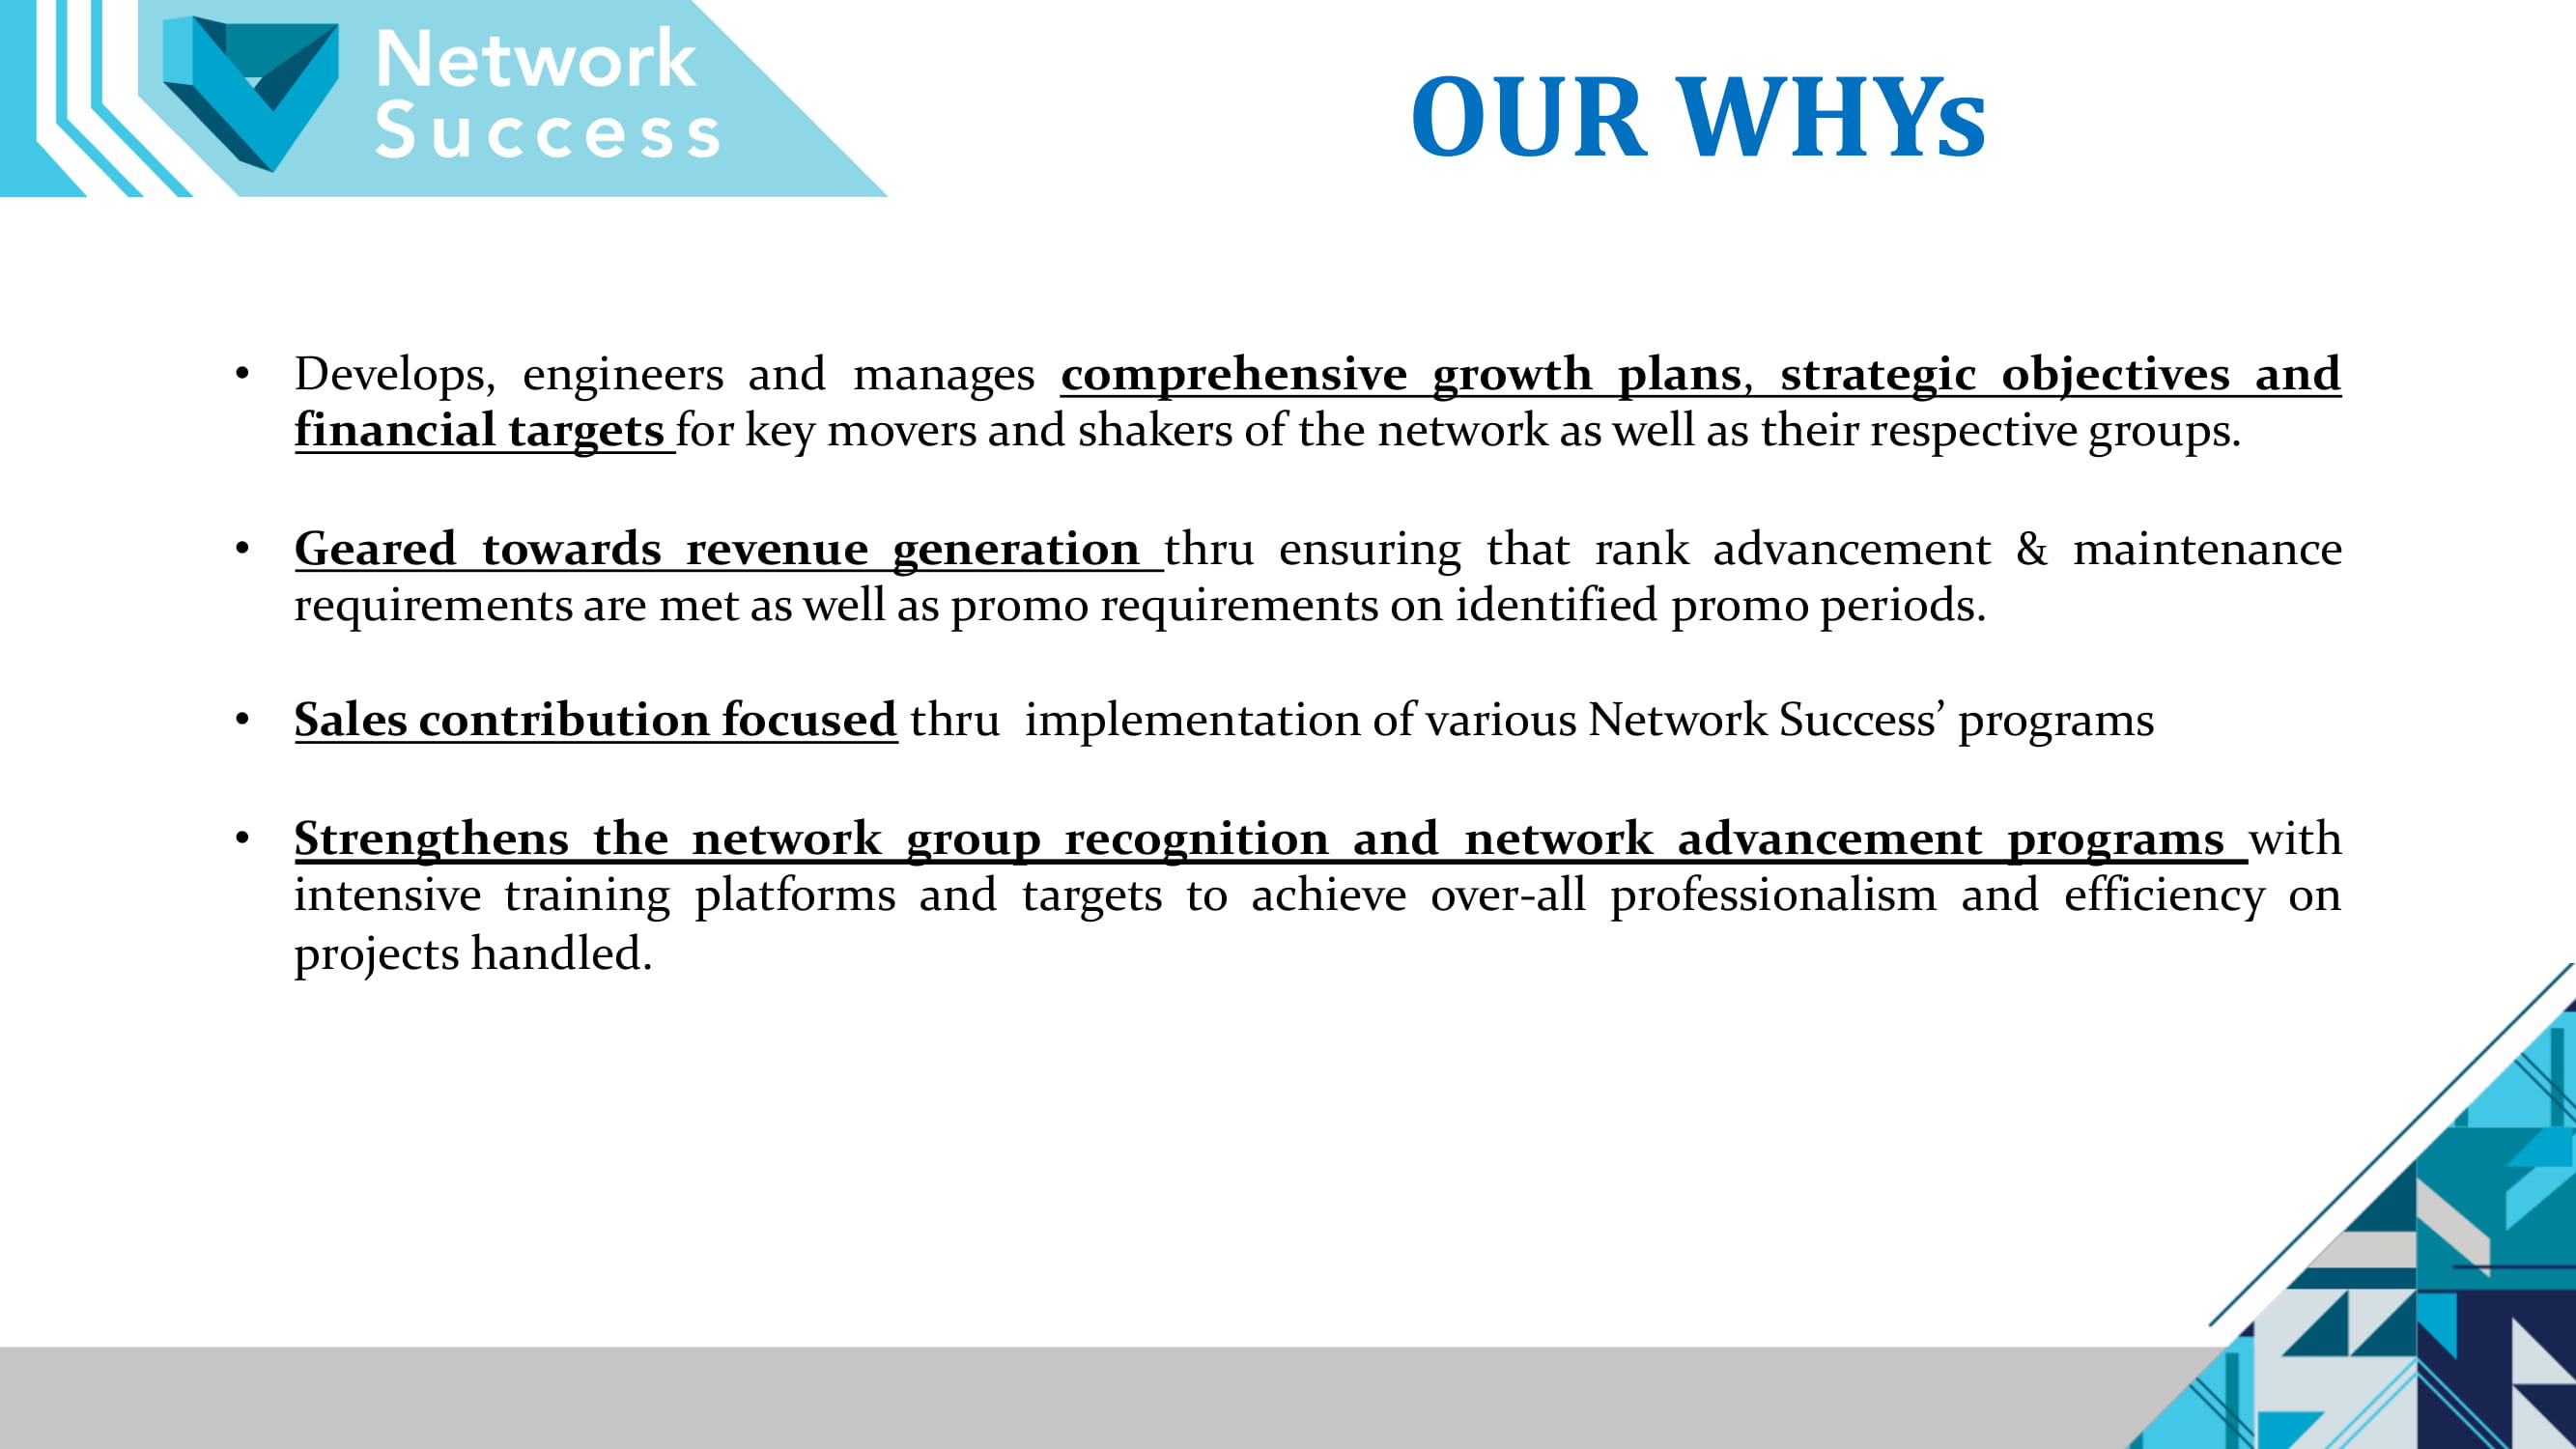 Network
Success
OUR WHYs
• Develops, engineers and manages comprehensive growth plans, strategic objectives and
financial targets for key movers and shakers of the network as well as their respective groups.
• Geared towards revenue generation thru ensuring that rank advancement & maintenance
requirements are met as well as promo requirements on identified promo periods.
• Sales contribution focused thru implementation of various Network Success’ programs
• Strengthens the network group recognition and network advancement programs with
intensive training platforms and targets to achieve over-all professionalism and efficiency on
projects handled.